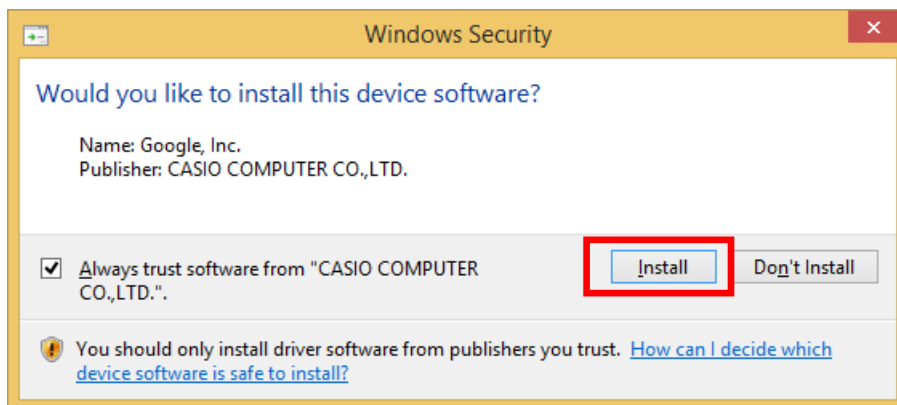 Windows Security
Would you like to install this device software?
Name: Google, Inc.
Publisher: CASIO COMPUTER CO.,LTD.
Always trust software from "CASIO COMPUTER
CO.,LTD.".
Install
Don't Install
You should only install driver software from publishers you trust. How can I decide which
device software is safe to install?